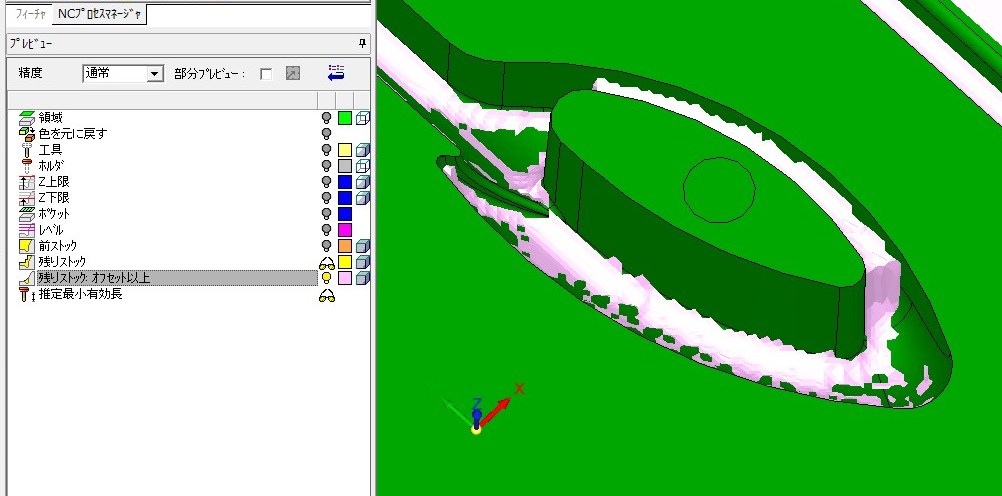 フィーチャ NCプロセスマネージャ
プレビュー
精度 通常 部分プレビュー:
領域
色を元に戻す
工具
ホルダ
Z上限
Z下限
ポケット
レベル
前ストック
残りストック
残りストック: オフセット以上
推定最小有効長
X
Z